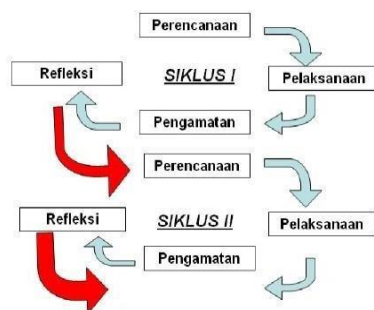 Perencanaan
Refleksi
SIKLUS I
Pelaksanaan
Pengamatan
Perencanaan
Refleksi
SIKLUS II
Pelaksanaan
Pengamatan